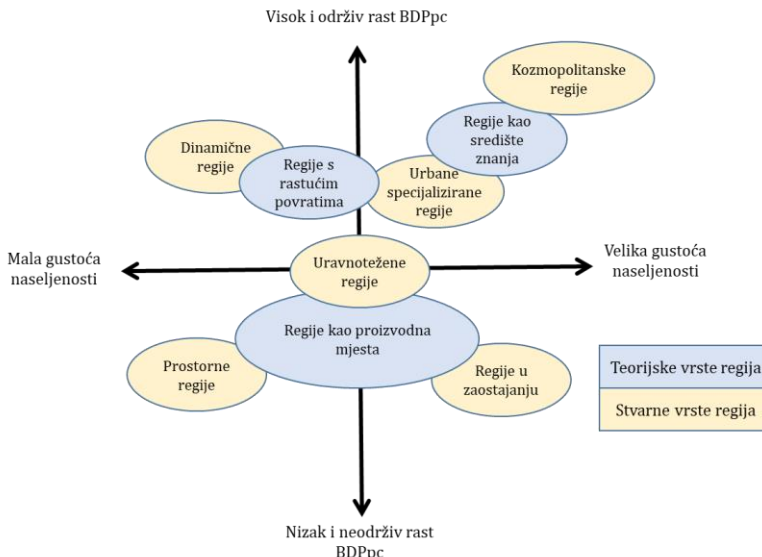 Visok i održiv rast BDPpc
Kozmopolitanske
regije
Regije kao
središte
znanja
Dinamične
regije
Regije s
rastućim
povratima
Urbane
specijalizirane
regije
Mala gustoća
naseljenosti
Uravnotežene
regije
Velika gustoća
naseljenosti
Regije kao proizvodna
mjesta
Prostorne
regije
Regije u
zaostajanju
Teorijske vrste regija
Stvarne vrste regija
Nizak i neodrživ rast
BDPpc